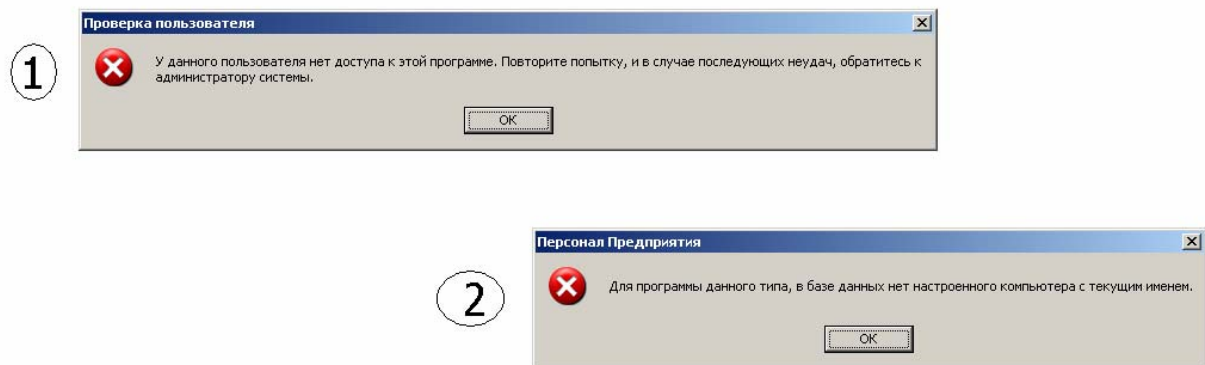 Проверка пользователя
1
У данного пользователя нет доступа к этой программе. Повторите попытку, и в случае последующих неудач, обратитесь к
администратору системы.
OK
Персонал Предприятия
2
Для программы данного типа, в базе данных нет настроенного компьютера с текущим именем.
OK